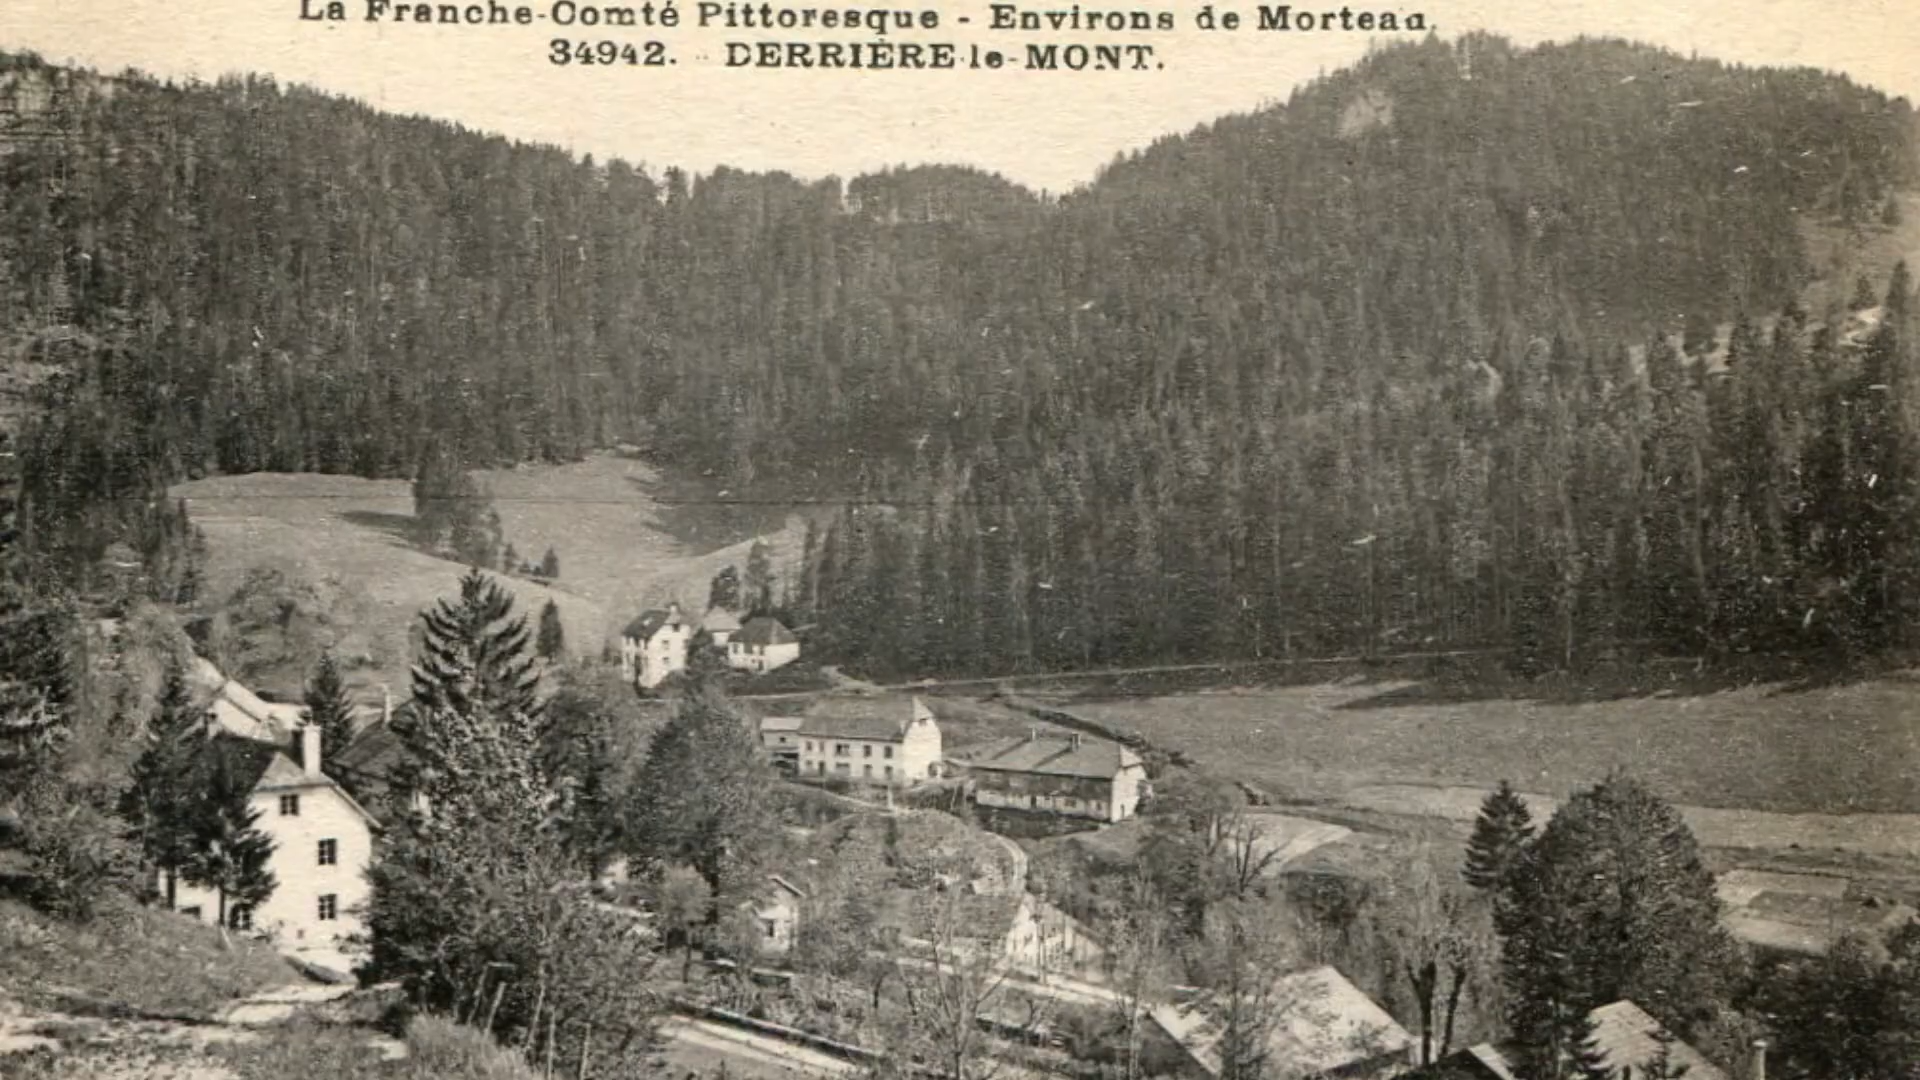 La Franche-Comté Pittoresque - Environs de Morteau.
34942. - DERRIÈRE-le-MONT.